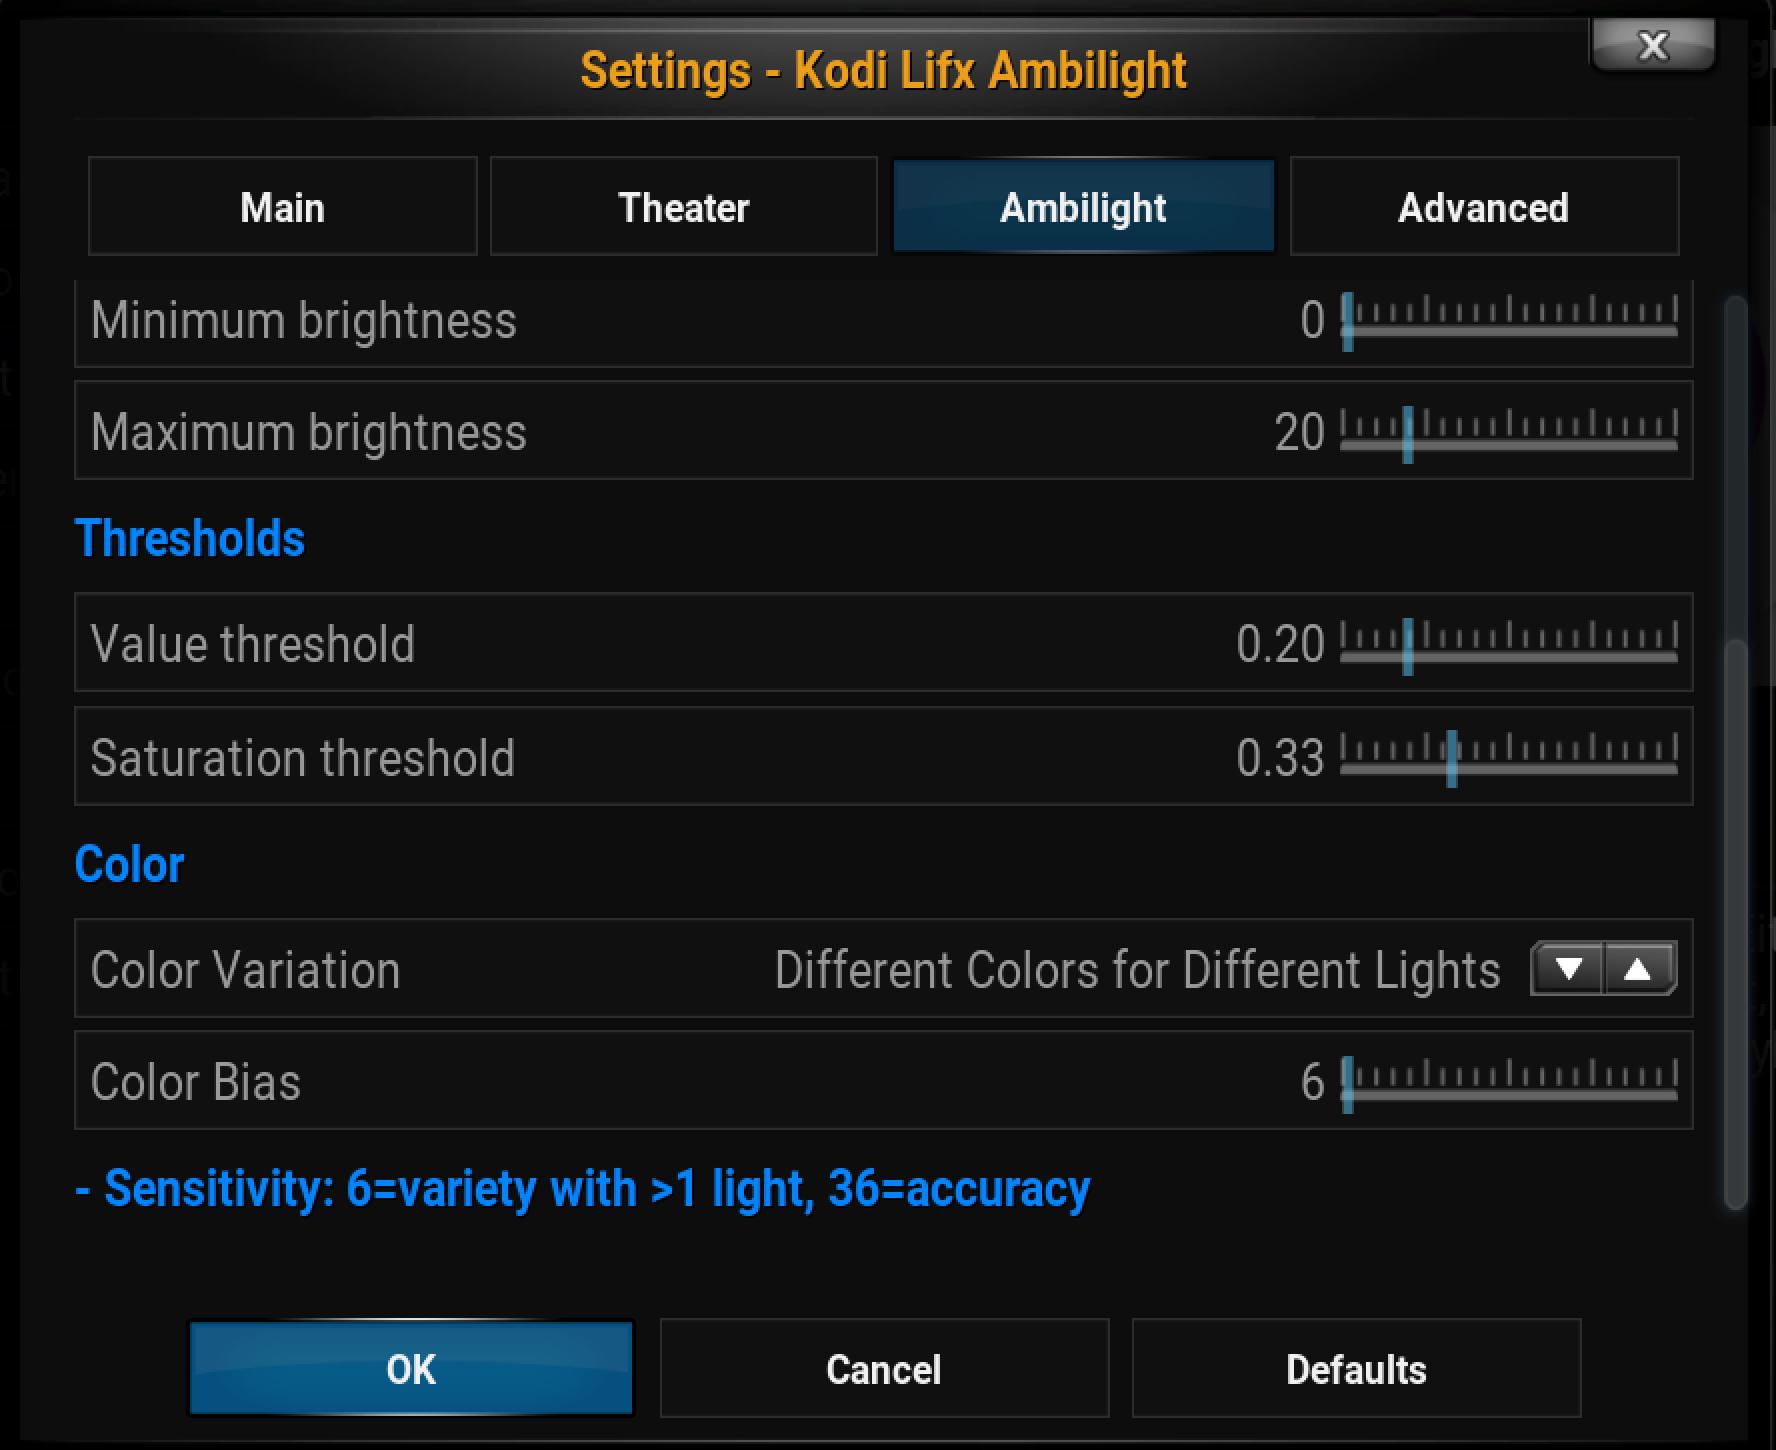 Settings - Kodi Lifx Ambilight
x
Main Theater Ambilight Advanced
Minimum brightness 0
Maximum brightness 20
Thresholds
Value threshold 0.20
Saturation threshold 0.33
Color
Color Variation Different Colors for Different Lights
Color Bias 6
- Sensitivity: 6=variety with >1 light, 36=accuracy
OK Cancel Defaults